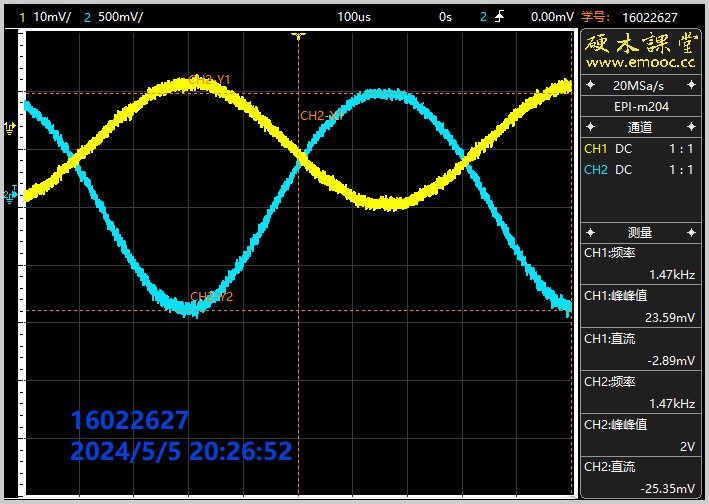 1 10mV/ 2 500mV/ 100us 0s 2 0.00mV 学号: 16022627
硬木課堂
www.emooc.cc
20MSa/s
EPI-m204
通道
CH1 DC 1 : 1
CH2 DC 1 : 1
测量
CH1:频率
1.47kHz
CH1:峰峰值
23.59mV
CH1:直流
-2.89mV
CH2:频率
1.47kHz
CH2:峰峰值
2V
CH2:直流
-25.35mV
CH2-Y1
CH2-X1
1
2
T
CH2-Y2
16022627
2024/5/5 20:26:52